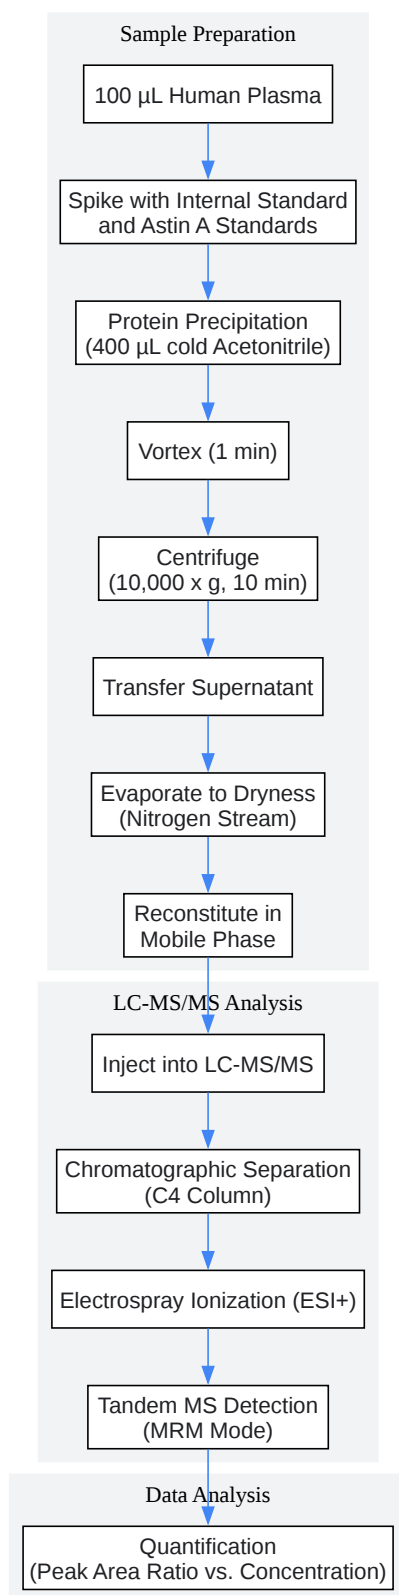 Sample Preparation
100 µL Human Plasma
Spike with Internal Standard
and Astin A Standards
Protein Precipitation
(400 µL cold Acetonitrile)
Vortex (1 min)
Centrifuge
(10,000 x g, 10 min)
Transfer Supernatant
Evaporate to Dryness
(Nitrogen Stream)
Reconstitute in
Mobile Phase
LC-MS/MS Analysis
Inject into LC-MS/MS
Chromatographic Separation
(C4 Column)
Electrospray Ionization (ESI+)
Tandem MS Detection
(MRM Mode)
Data Analysis
Quantification
(Peak Area Ratio vs. Concentration)